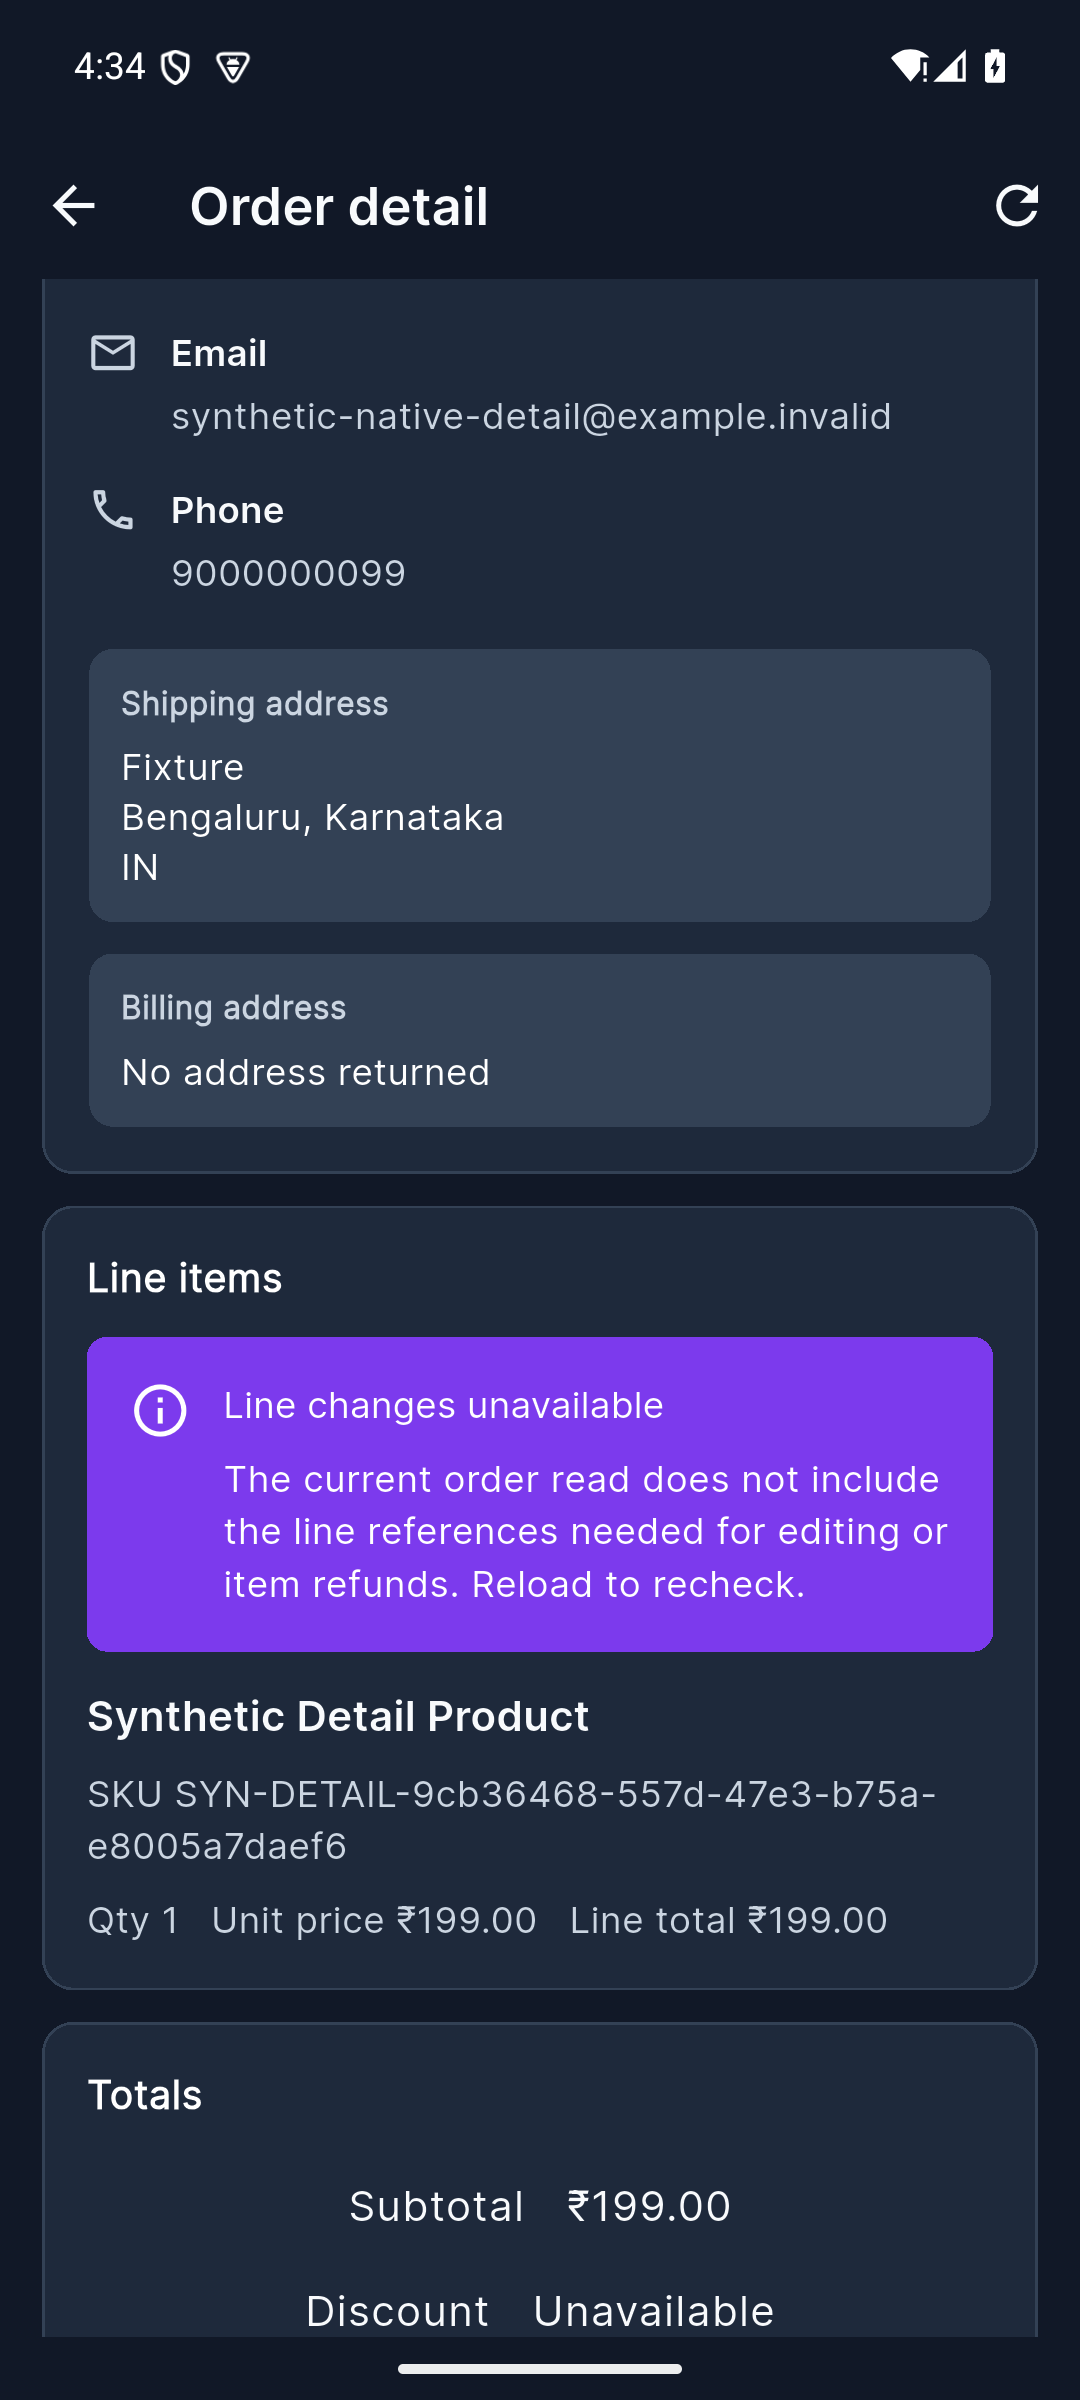 4:34
Order detail
Email
synthetic-native-detail@example.invalid
Phone
9000000099
Shipping address
Fixture
Bengaluru, Karnataka
IN
Billing address
No address returned
Line items
Line changes unavailable
The current order read does not include
the line references needed for editing or
item refunds. Reload to recheck.
Synthetic Detail Product
SKU SYN-DETAIL-9cb36468-557d-47e3-b75a-
e8005a7daef6
Qty 1 Unit price ₹199.00 Line total ₹199.00
Totals
Subtotal ₹199.00
Discount Unavailable